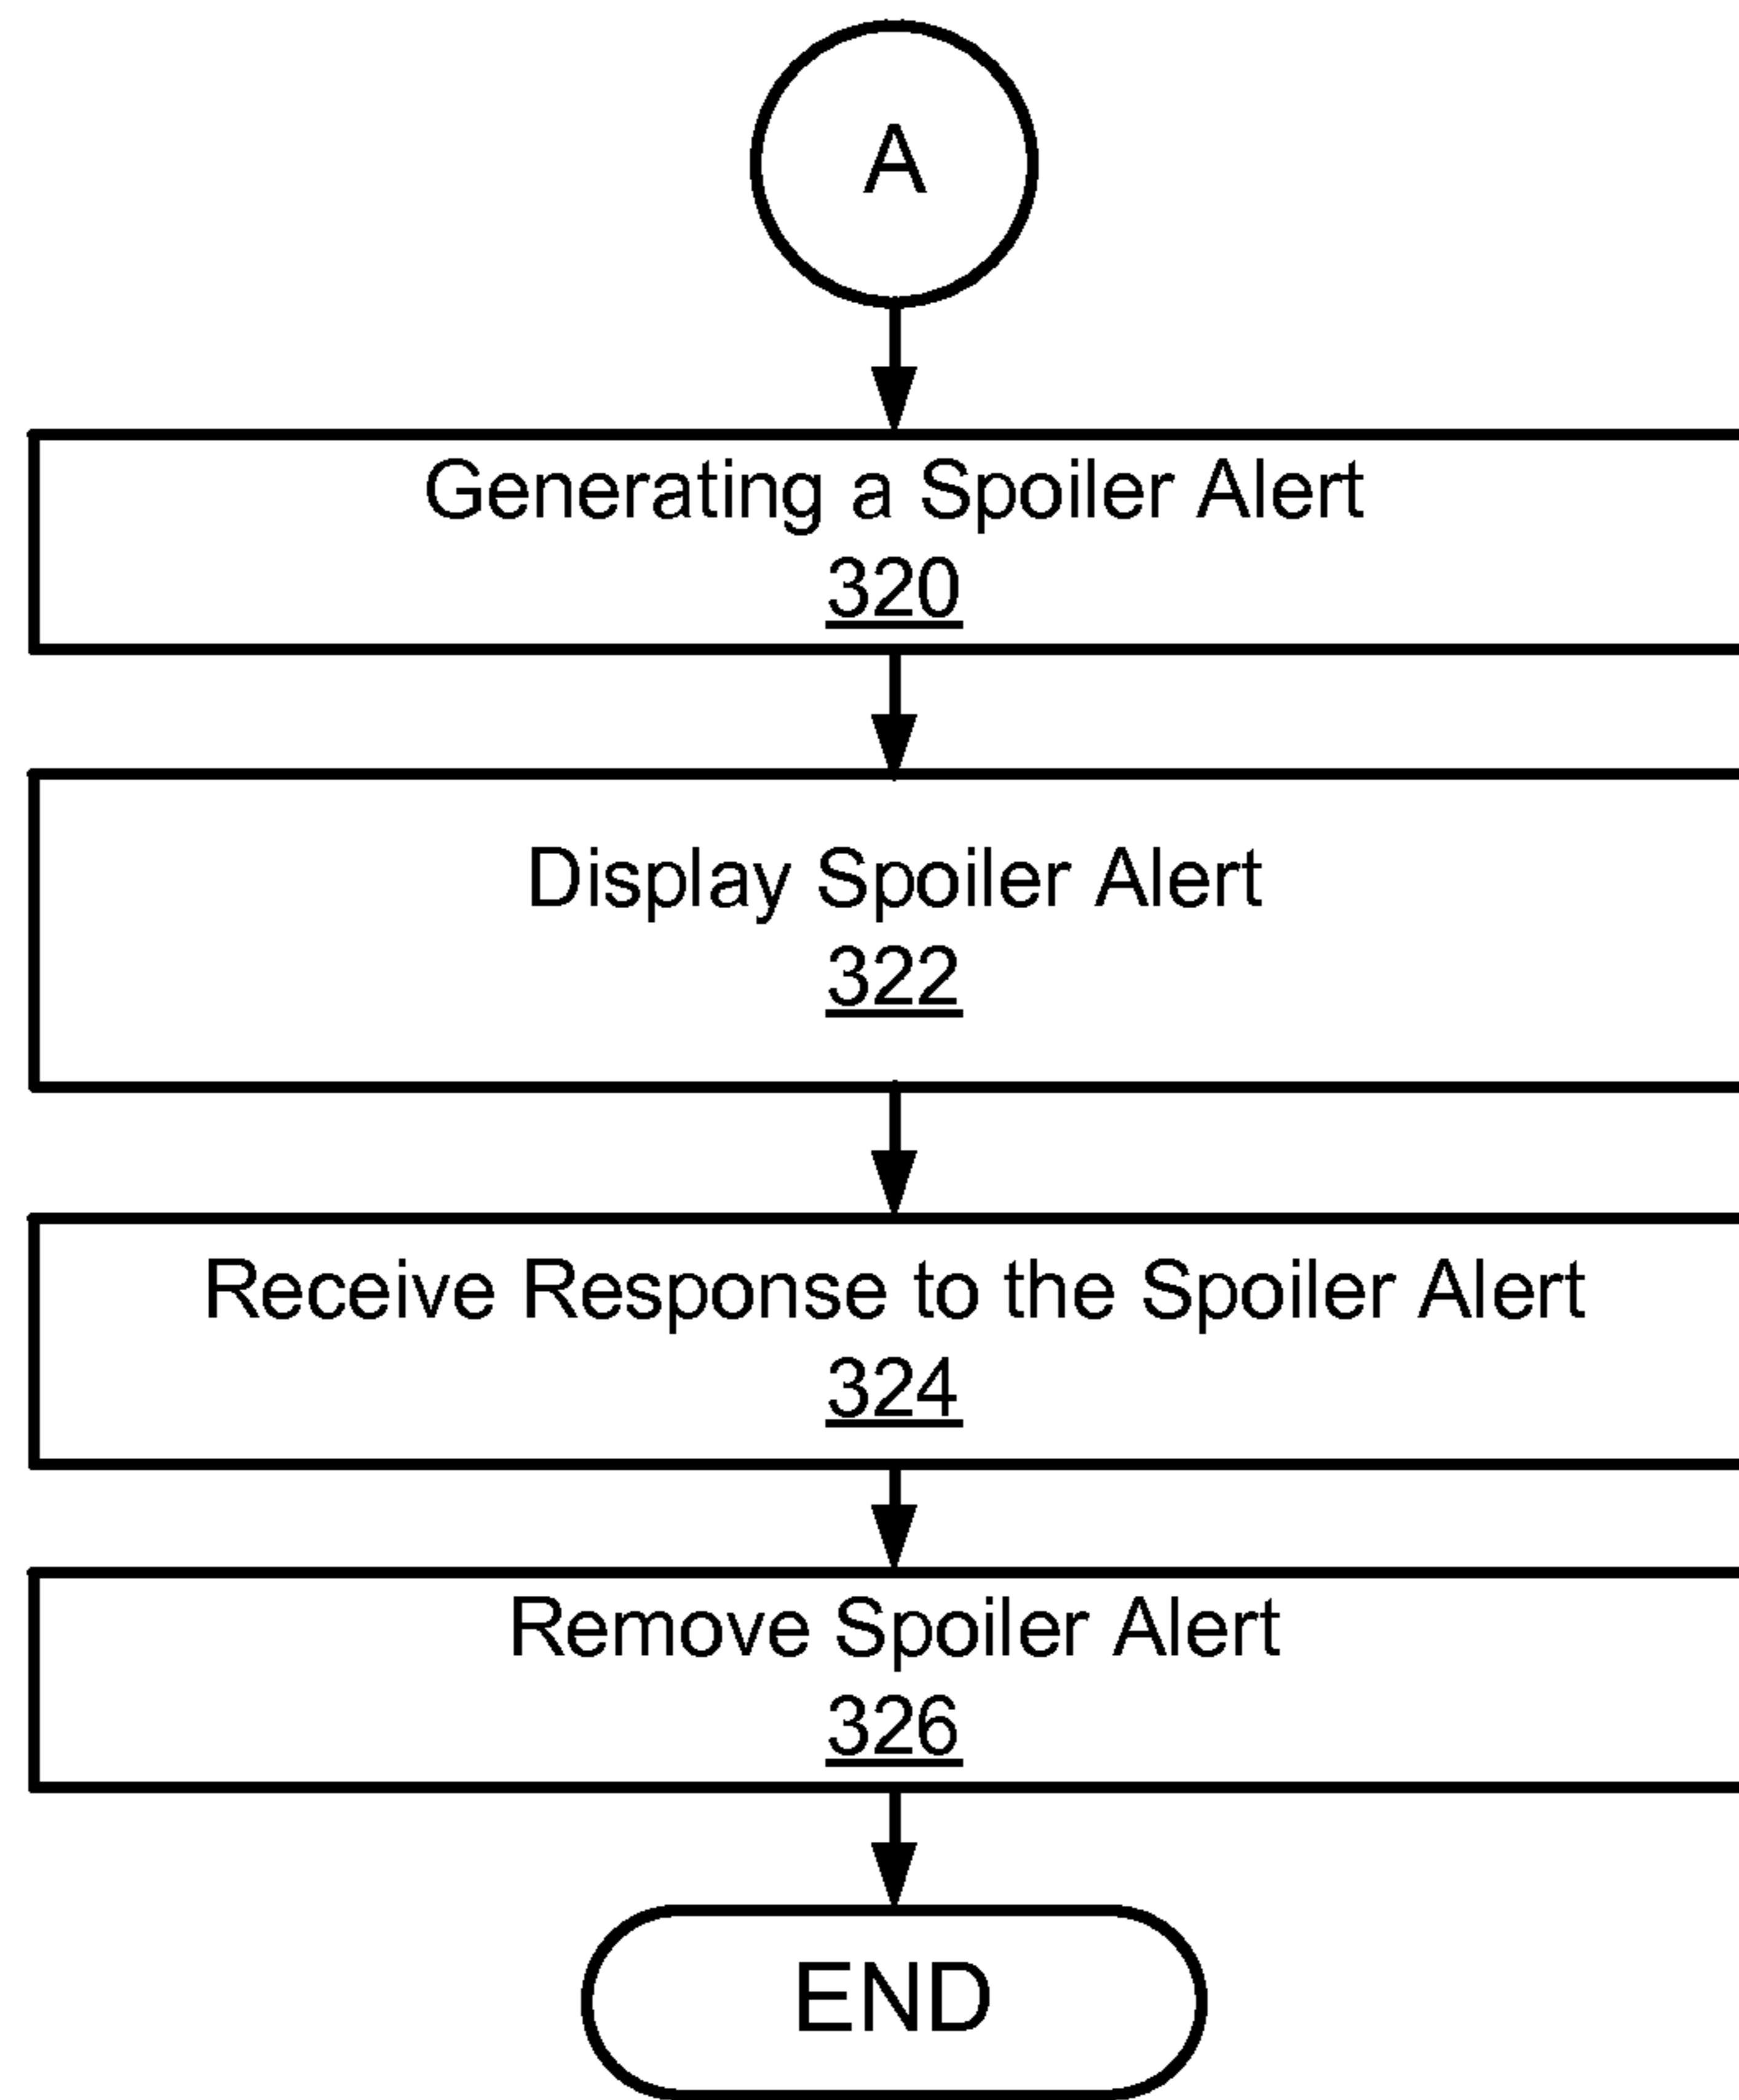 A
Generating a Spoiler Alert
320
Display Spoiler Alert
322
Receive Response to the Spoiler Alert
324
Remove Spoiler Alert
326
END